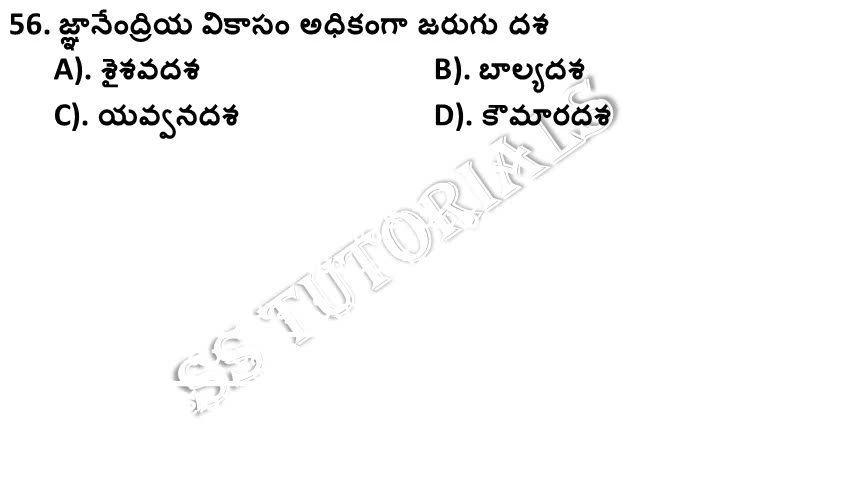 56. జ్ఞానేంద్రియ వికాసం అధికంగా జరుగు దశ
A). శైశవదశ B). బాల్యదశ
C). యవ్వనదశ D). కౌమారదశ
SS TUTORIALS